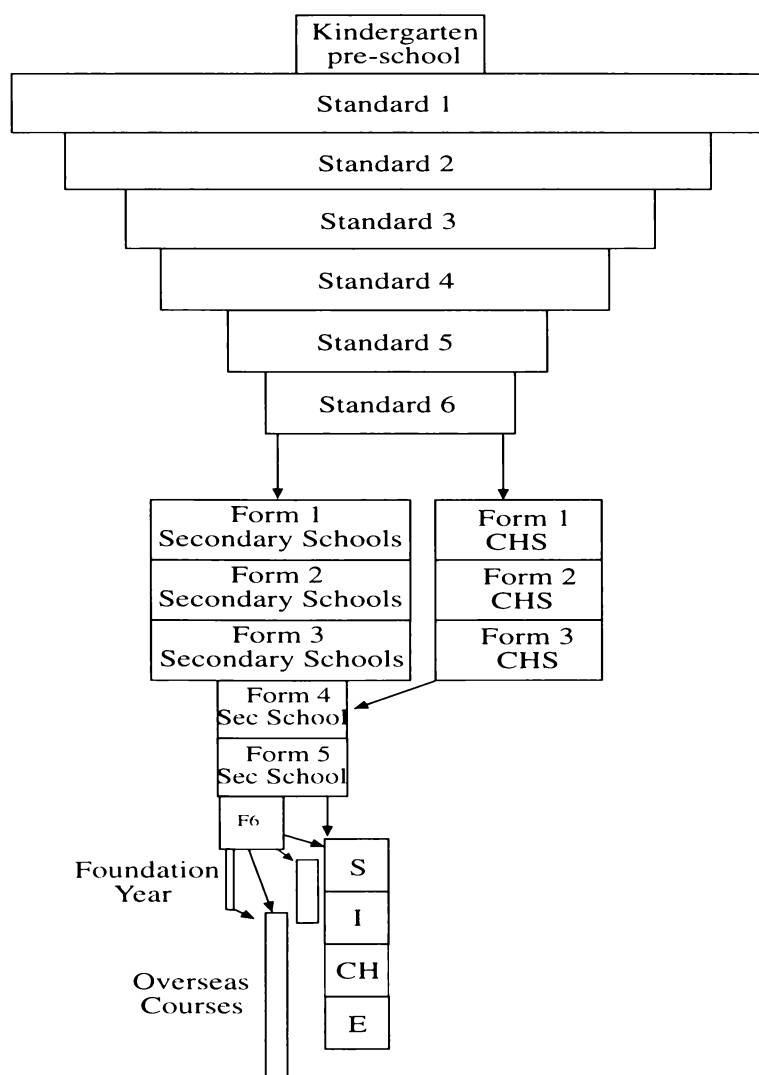 Kindergarten
pre-school
Standard 1
Standard 2
Standard 3
Standard 4
Standard 5
Standard 6
Form 1
Secondary Schools
Form 1
CHS
Form 2
Secondary Schools
Form 2
CHS
Form 3
Secondary Schools
Form 3
CHS
Form 4
Sec School
Form 5
Sec School
F6
Foundation
Year
S
I
CH
E
Overseas
Courses